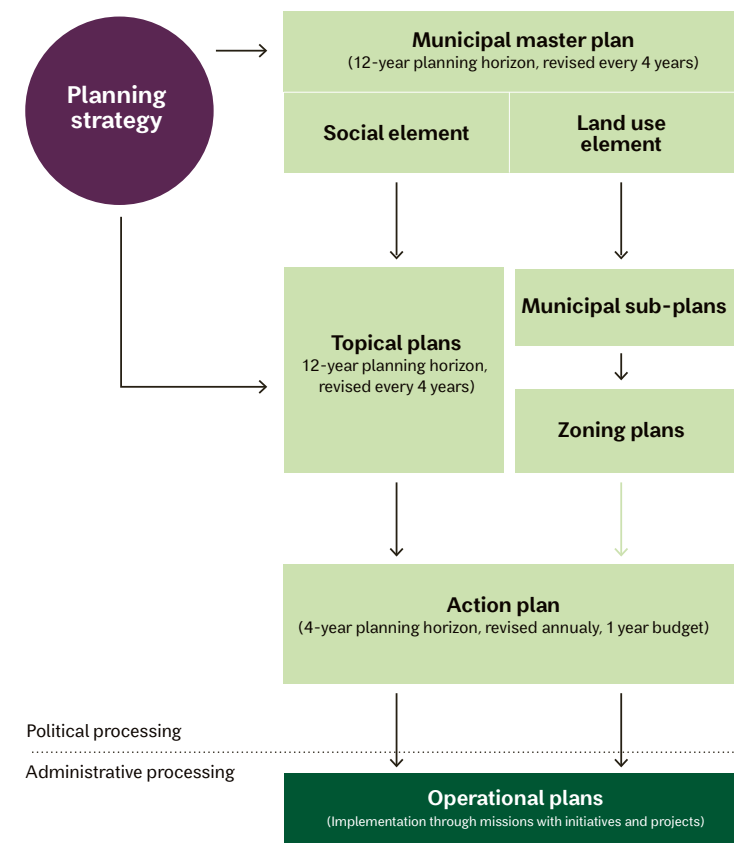 Planning
strategy
Municipal master plan
(12-year planning horizon, revised every 4 years)
Social element
Land use
element
Topical plans
12-year planning horizon,
revised every 4 years)
Municipal sub-plans
Zoning plans
Action plan
(4-year planning horizon, revised annualy, 1 year budget)
Political processing
Administrative processing
Operational plans
(Implementation through missions with initiatives and projects)